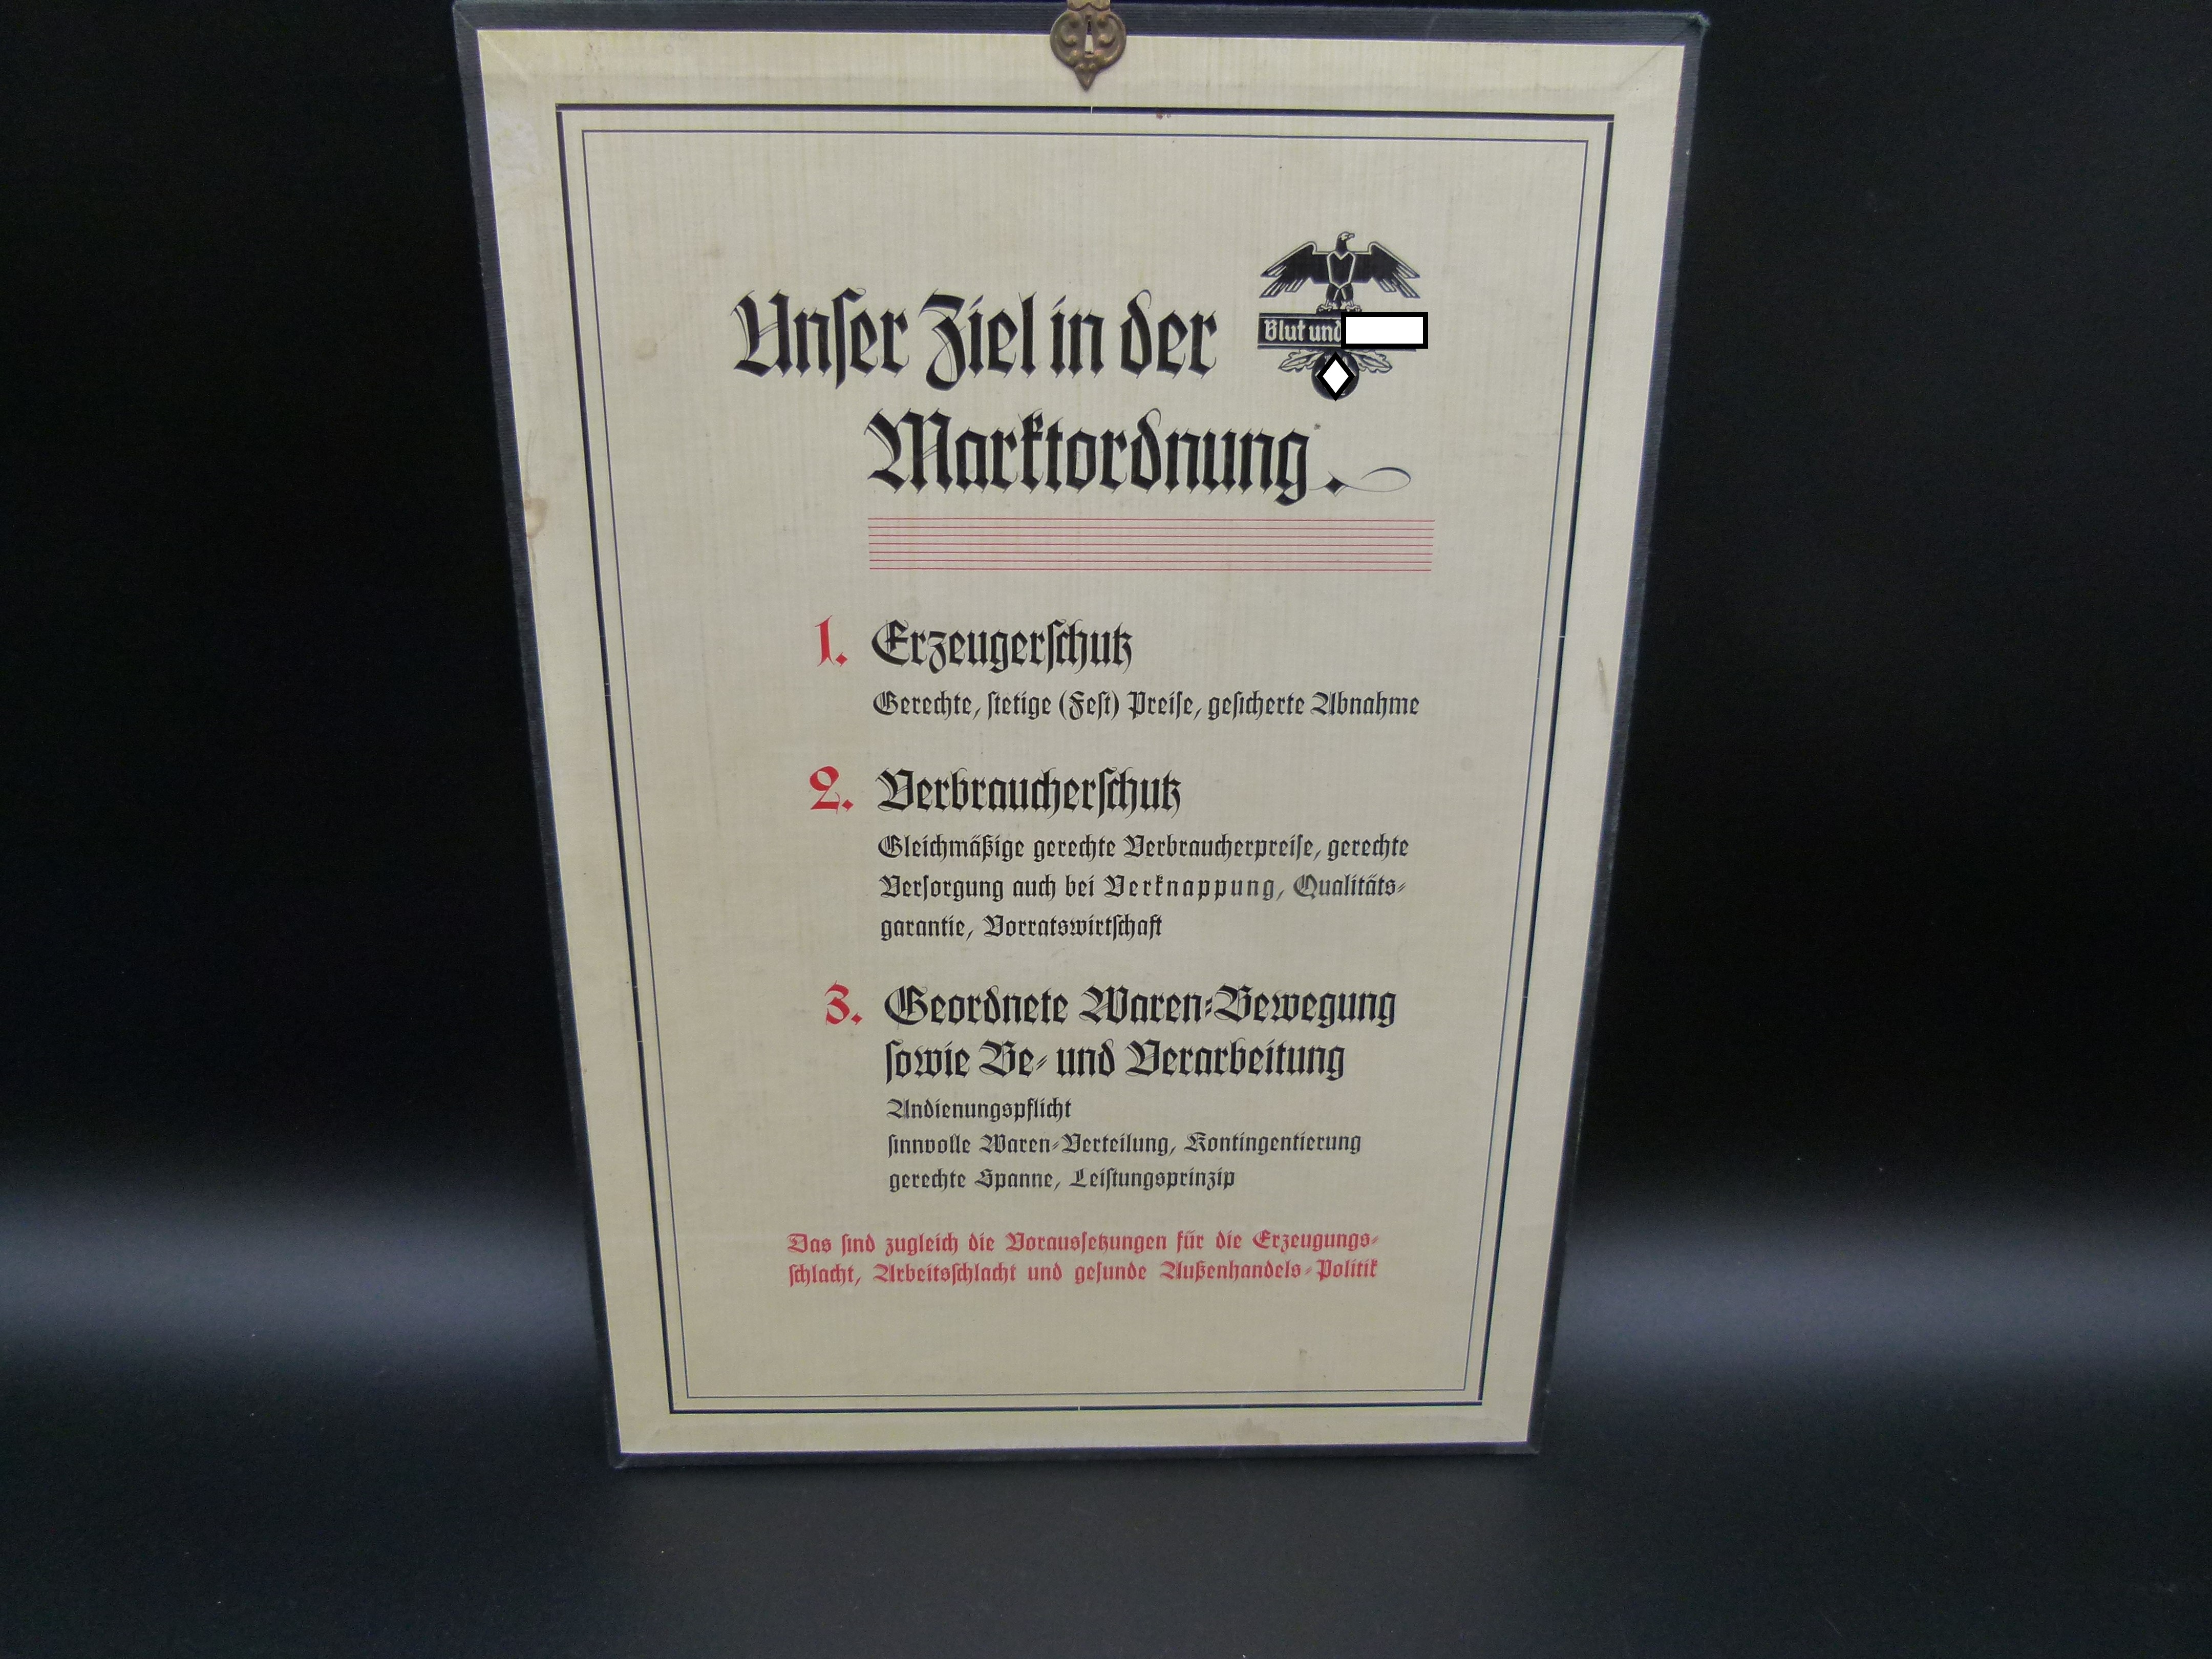 Unser Ziel in der
Blut und
Marktordnung.
1. Erzeugerschutz
Gerechte, stetige (Fest) Preise, gesicherte Abnahme
2. Verbraucherschutz
Gleichmäßige gerechte Verbraucherpreise, gerechte
Versorgung auch bei Verknappung, Qualitäts-
garantie, Vorratswirtschaft
3. Geordnete Waren-Bewegung
sowie Be- und Verarbeitung
Andienungspflicht
sinnvolle Waren-Verteilung, Kontingentierung
gerechte Spanne, Leistungsprinzip
Das sind zugleich die Voraussetzungen für die Erzeugungs-
schlacht, Arbeitsschlacht und gesunde Außenhandels-Politik